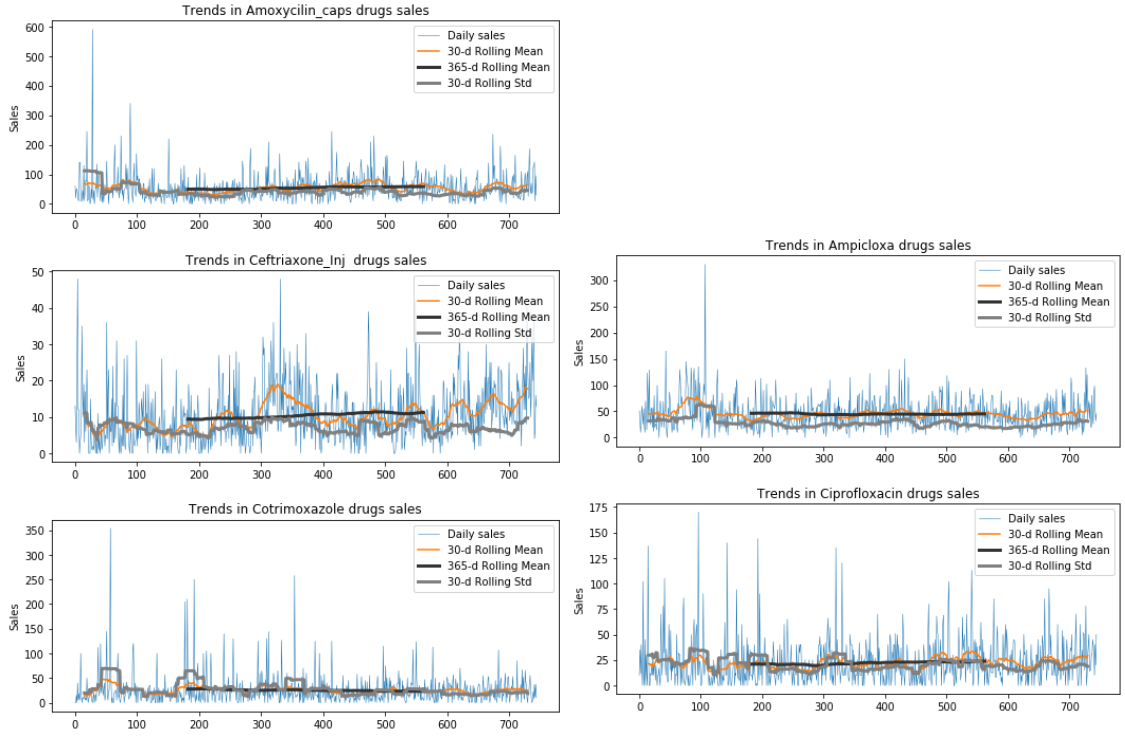 Trends in Amoxycilin_caps drugs sales
600
500
400
300
200
100
0
Sales
Daily sales
30-d Rolling Mean
365-d Rolling Mean
30-d Rolling Std
0 100 200 300 400 500 600 700
Trends in Ceftriaxone_Inj  drugs sales
50
40
30
20
10
0
Sales
Daily sales
30-d Rolling Mean
365-d Rolling Mean
30-d Rolling Std
0 100 200 300 400 500 600 700
Trends in Ampicloxa drugs sales
300
250
200
150
100
50
0
Sales
Daily sales
30-d Rolling Mean
365-d Rolling Mean
30-d Rolling Std
0 100 200 300 400 500 600 700
Trends in Cotrimoxazole drugs sales
350
300
250
200
150
100
50
0
Sales
Daily sales
30-d Rolling Mean
365-d Rolling Mean
30-d Rolling Std
0 100 200 300 400 500 600 700
Trends in Ciprofloxacin drugs sales
175
150
125
100
75
50
25
0
Sales
Daily sales
30-d Rolling Mean
365-d Rolling Mean
30-d Rolling Std
0 100 200 300 400 500 600 700